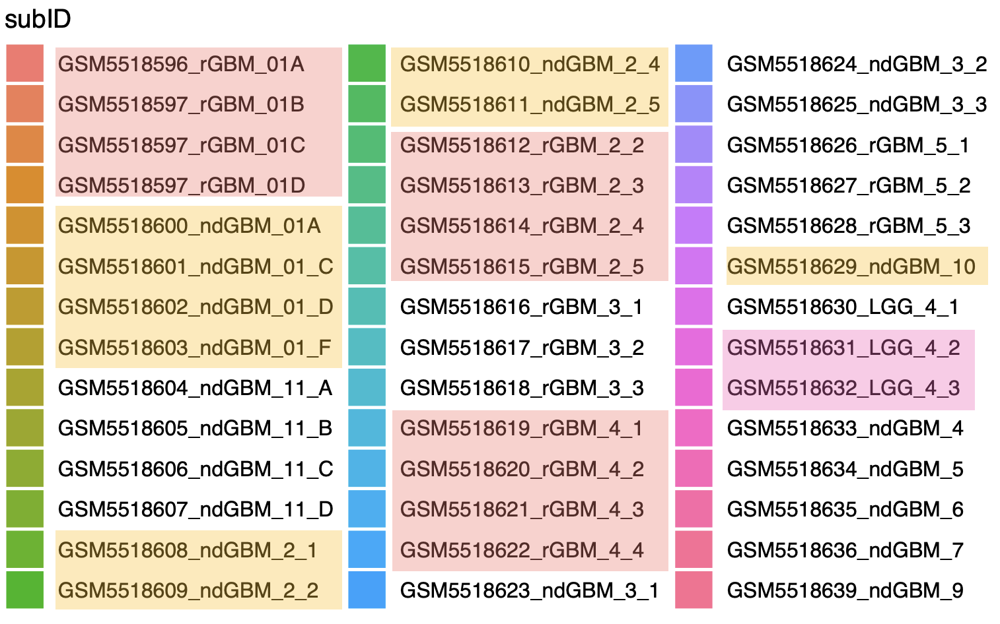 subID
GSM5518596_rGBM_01A
GSM5518597_rGBM_01B
GSM5518597_rGBM_01C
GSM5518597_rGBM_01D
GSM5518600_ndGBM_01A
GSM5518601_ndGBM_01_C
GSM5518602_ndGBM_01_D
GSM5518603_ndGBM_01_F
GSM5518604_ndGBM_11_A
GSM5518605_ndGBM_11_B
GSM5518606_ndGBM_11_C
GSM5518607_ndGBM_11_D
GSM5518608_ndGBM_2_1
GSM5518609_ndGBM_2_2
GSM5518610_ndGBM_2_4
GSM5518611_ndGBM_2_5
GSM5518612_rGBM_2_2
GSM5518613_rGBM_2_3
GSM5518614_rGBM_2_4
GSM5518615_rGBM_2_5
GSM5518616_rGBM_3_1
GSM5518617_rGBM_3_2
GSM5518618_rGBM_3_3
GSM5518619_rGBM_4_1
GSM5518620_rGBM_4_2
GSM5518621_rGBM_4_3
GSM5518622_rGBM_4_4
GSM5518623_ndGBM_3_1
GSM5518624_ndGBM_3_2
GSM5518625_ndGBM_3_3
GSM5518626_rGBM_5_1
GSM5518627_rGBM_5_2
GSM5518628_rGBM_5_3
GSM5518629_ndGBM_10
GSM5518630_LGG_4_1
GSM5518631_LGG_4_2
GSM5518632_LGG_4_3
GSM5518633_ndGBM_4
GSM5518634_ndGBM_5
GSM5518635_ndGBM_6
GSM5518636_ndGBM_7
GSM5518639_ndGBM_9